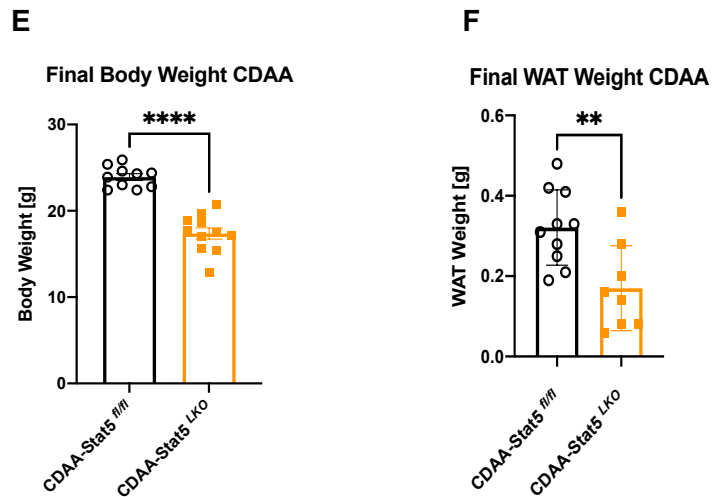 E
Final Body Weight CDAA
****
Body Weight [g]
30
20
10
0
CDAA-Stat5 fl/fl
CDAA-Stat5 LKO
F
Final WAT Weight CDAA
**
WAT Weight [g]
0.6
0.4
0.2
0.0
CDAA-Stat5 fl/fl
CDAA-Stat5 LKO